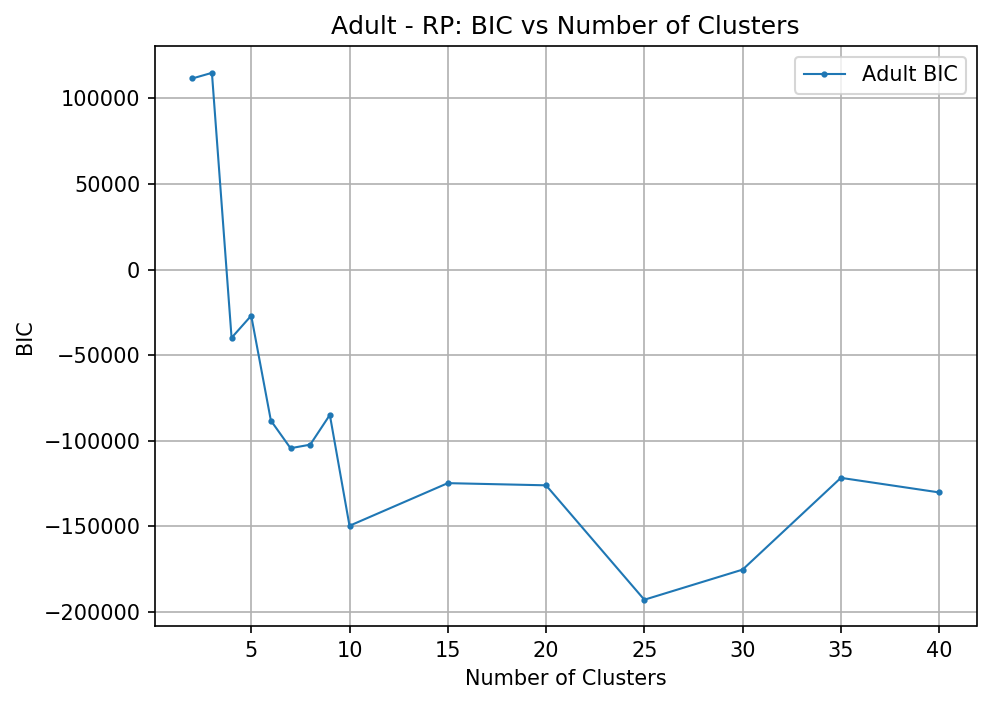 Adult - RP: BIC vs Number of Clusters
Adult BIC
100000
50000
0
−50000
−100000
−150000
−200000
BIC
5 10 15 20 25 30 35 40
Number of Clusters